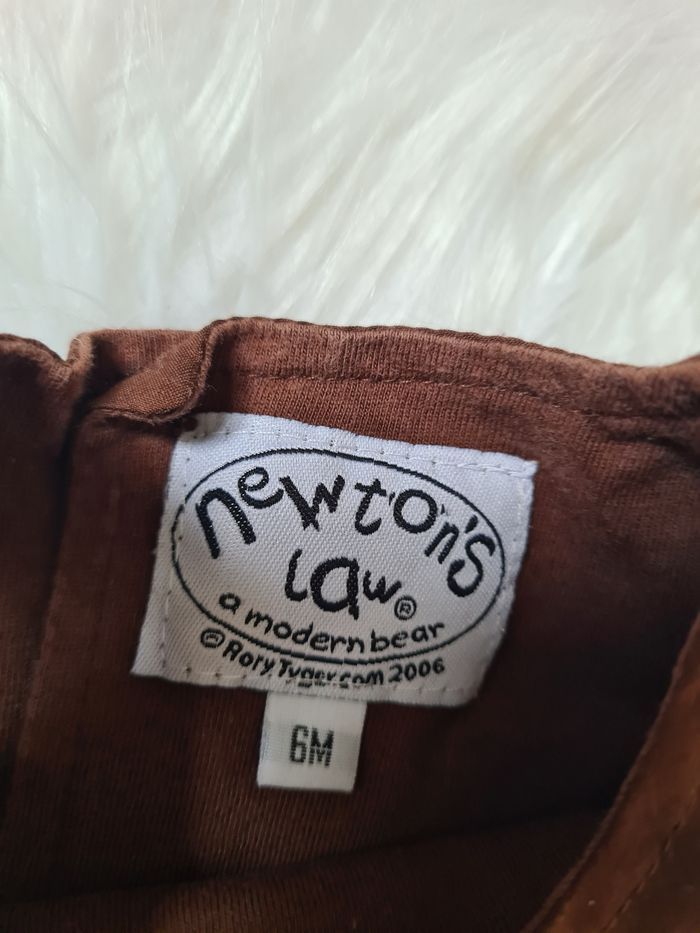 newton's
law®
a modern bear
© RoryTyger.com 2006
6M